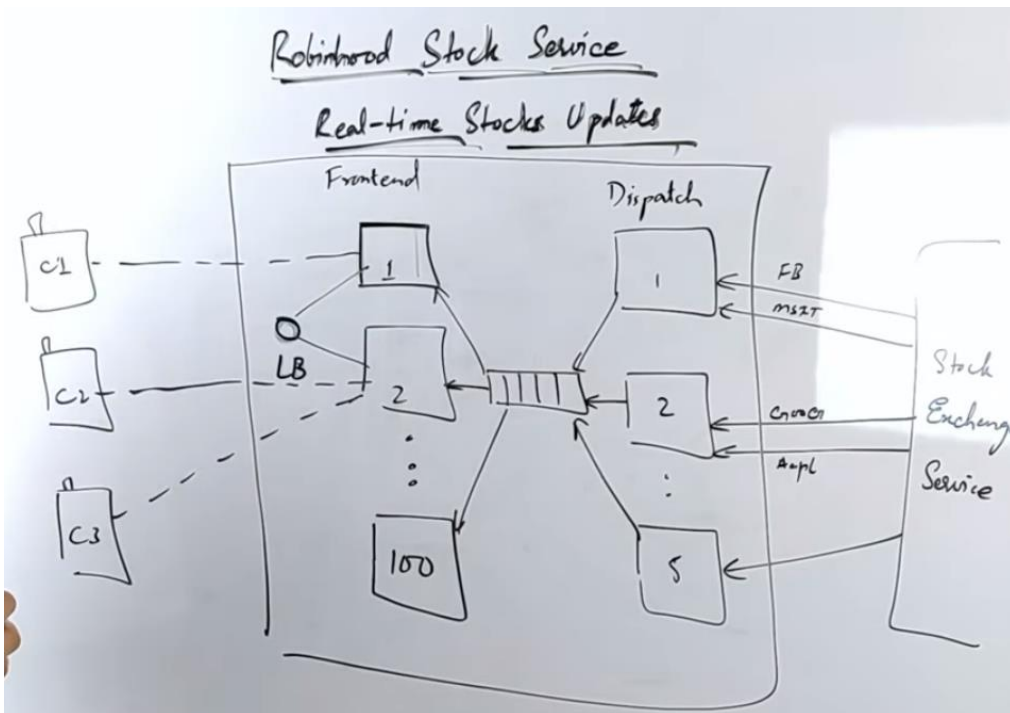 Robinhood Stock Service
Real-time Stocks Updates
Frontend
Dispatch
C1
1
1
FB
MSFT
LB
C2
2
2
GOOG
Aapl
Stock
Exchang
Service
C3
100
5